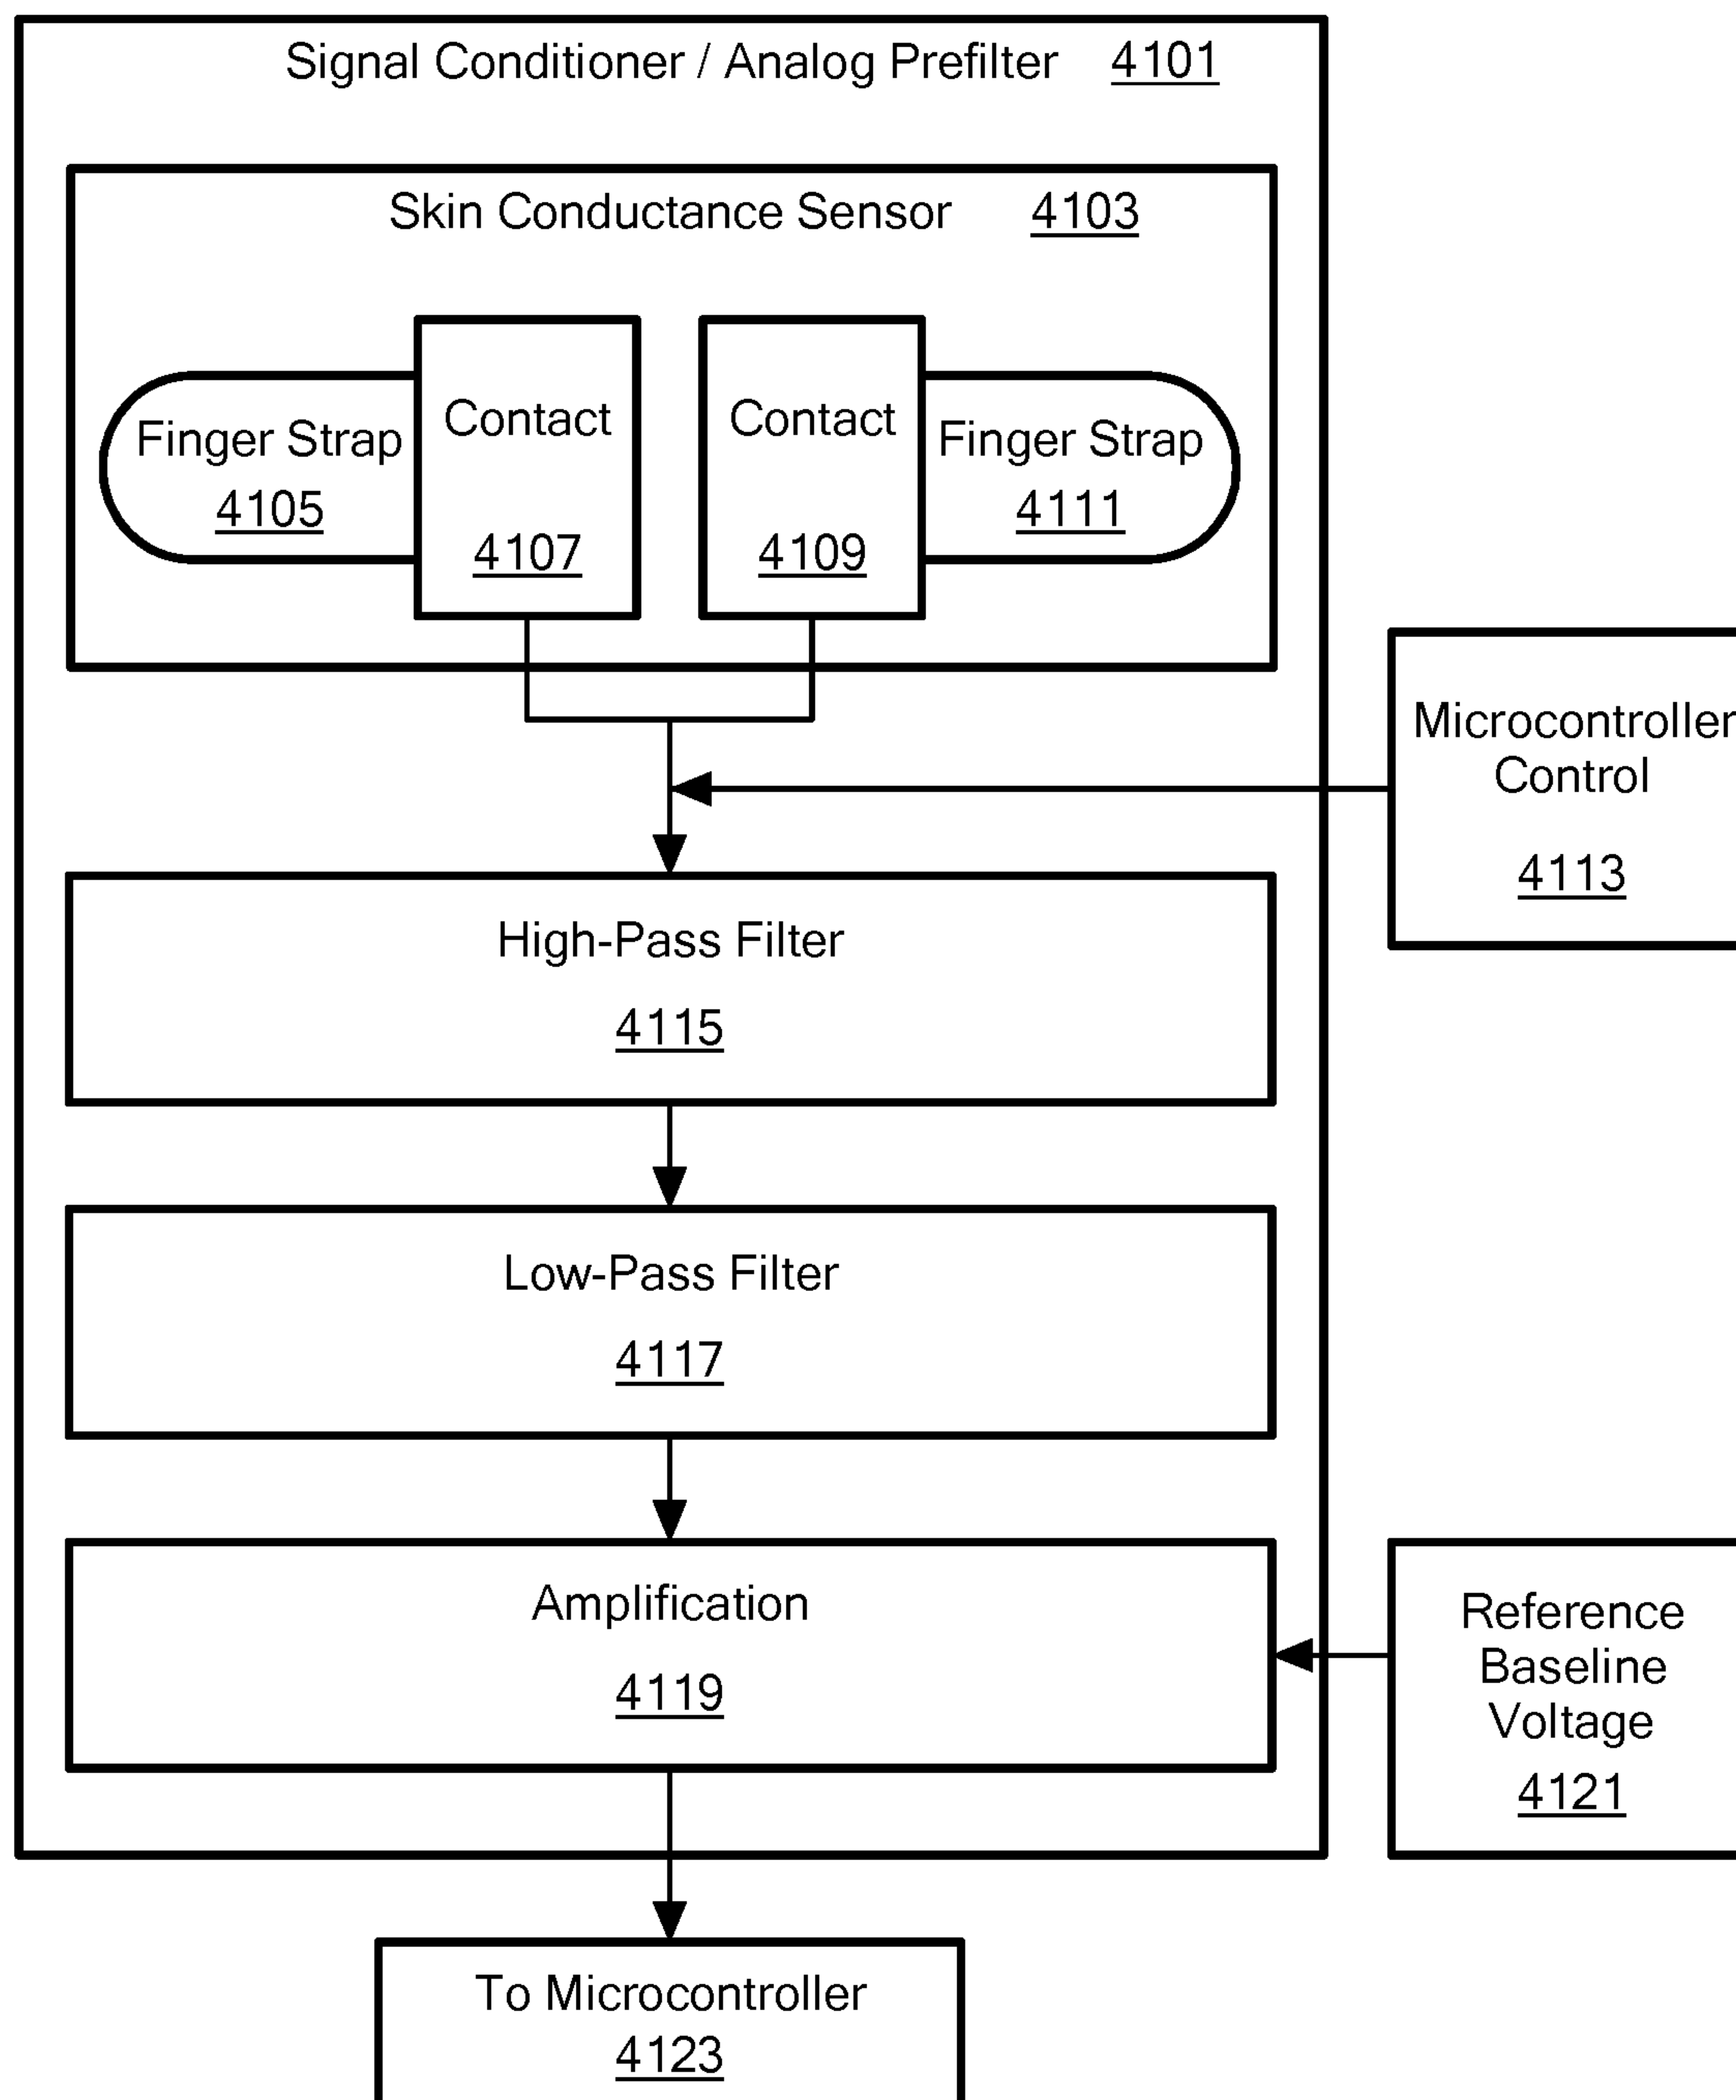 Signal Conditioner / Analog Prefilter 4101
Skin Conductance Sensor 4103
Finger Strap
4105
Contact
4107
Contact
4109
Finger Strap
4111
Microcontroller
Control
4113
High-Pass Filter
4115
Low-Pass Filter
4117
Amplification
4119
Reference
Baseline
Voltage
4121
To Microcontroller
4123